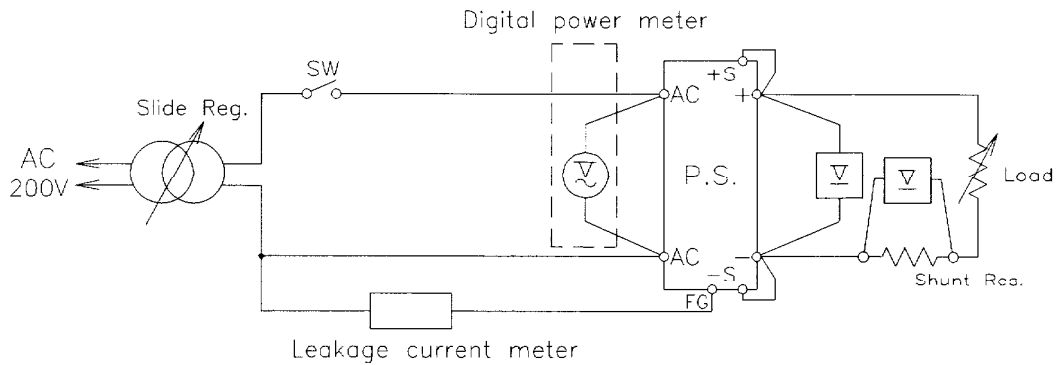 Digital power meter
SW
Slide Reg.
AC
200V
AC
+S
+
V
P.S.
V
V
Load
AC
−
−S
FG
Shunt Res.
Leakage current meter